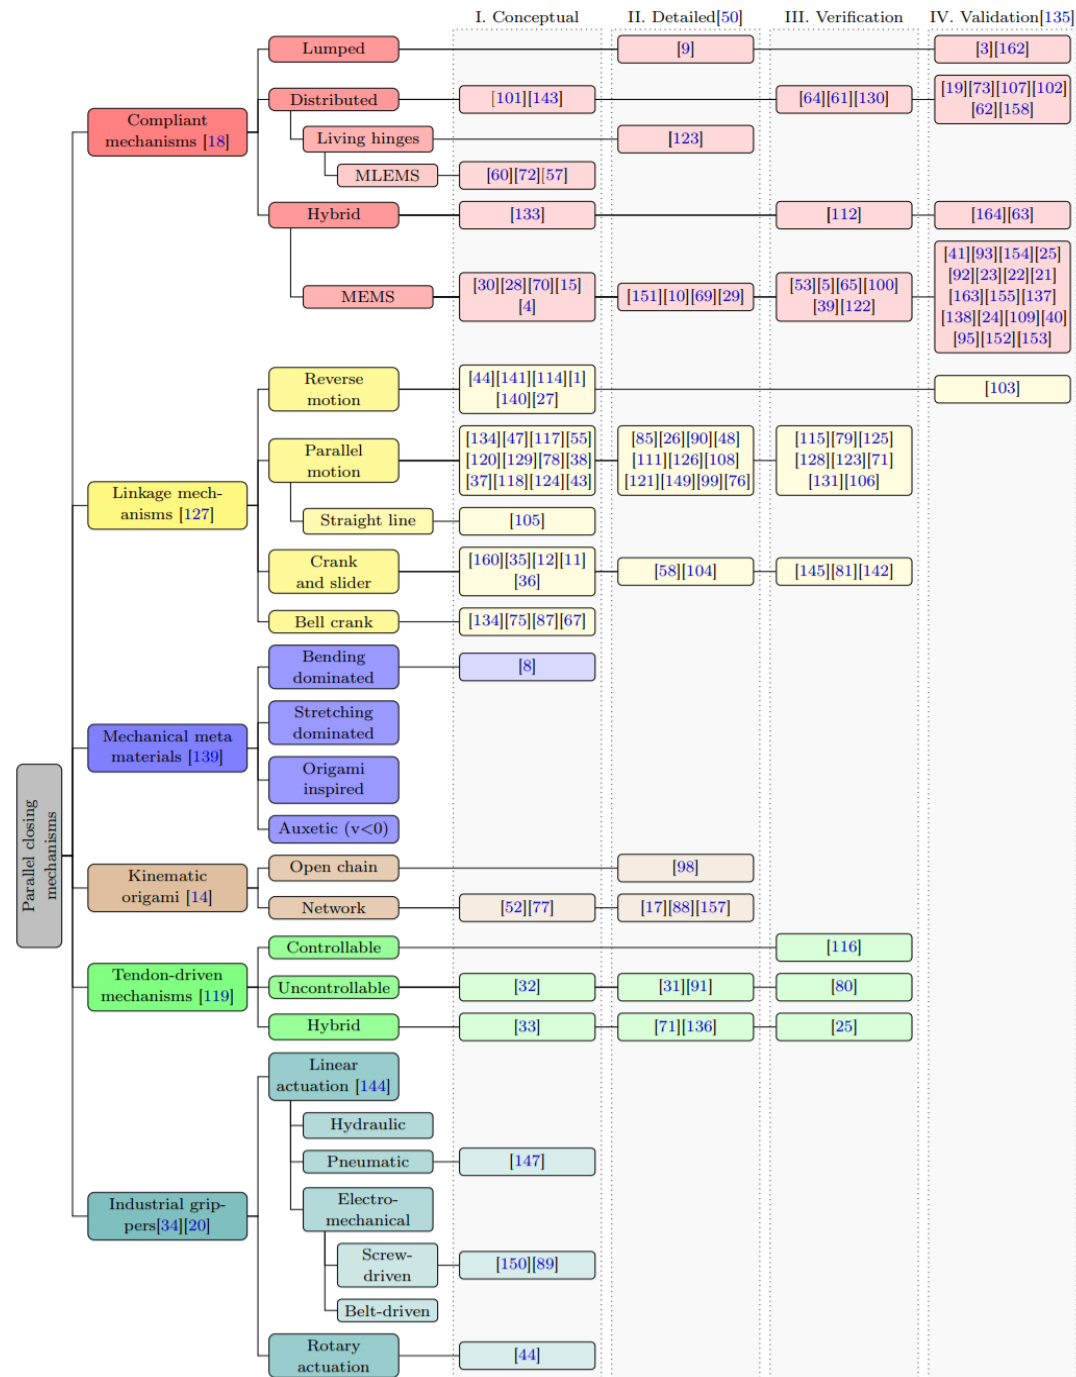 I. Conceptual
II. Detailed[50]
III. Verification
IV. Validation[135]
Lumped
[9]
[3][162]
Distributed
[101][143]
[64][61][130]
[19][73][107][102]
[62][158]
Compliant
mechanisms [18]
Living hinges
[123]
MLEMS
[60][72][57]
Hybrid
[133]
[112]
[164][63]
MEMS
[30][28][70][15]
[4]
[151][10][69][29]
[53][5][65][100]
[39][122]
[41][93][154][25]
[92][23][22][21]
[163][155][137]
[138][24][109][40]
[95][152][153]
Reverse
motion
[44][141][114][1]
[140][27]
[103]
Parallel
motion
[134][47][117][55]
[120][129][78][38]
[37][118][124][43]
[85][26][90][48]
[111][126][108]
[121][149][99][76]
[115][79][125]
[128][123][71]
[131][106]
Linkage mech-
anisms [127]
Straight line
[105]
Crank
and slider
[160][35][12][11]
[36]
[58][104]
[145][81][142]
Bell crank
[134][75][87][67]
Bending
dominated
[8]
Stretching
dominated
Mechanical meta
materials [139]
Origami
inspired
Auxetic (v<0)
Parallel closing
mechanisms
Kinematic
origami [14]
Open chain
[98]
Network
[52][77]
[17][88][157]
Controllable
[116]
Tendon-driven
mechanisms [119]
Uncontrollable
[32]
[31][91]
[80]
Hybrid
[33]
[71][136]
[25]
Linear
actuation [144]
Hydraulic
Pneumatic
[147]
Industrial grip-
pers[34][20]
Electro-
mechanical
Screw-
driven
[150][89]
Belt-driven
Rotary
actuation
[44]